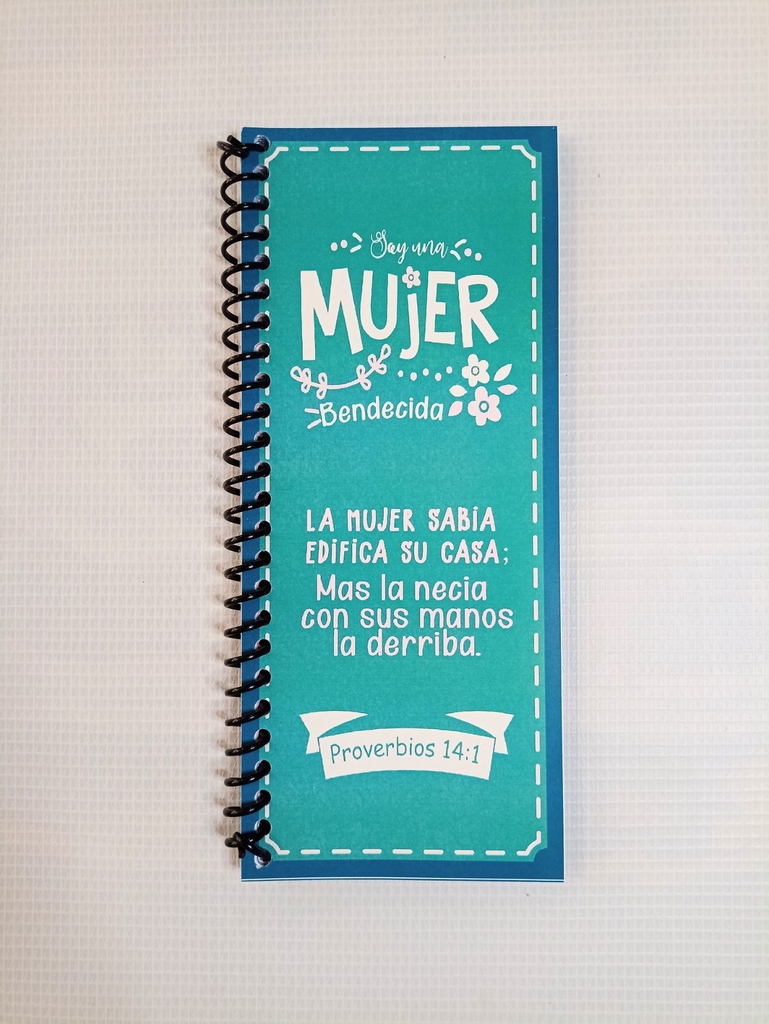 Soy una
MUJER
Bendecida
LA MUJER SABIA
EDIFICA SU CASA;
Mas la necia
con sus manos
la derriba.
Proverbios 14:1